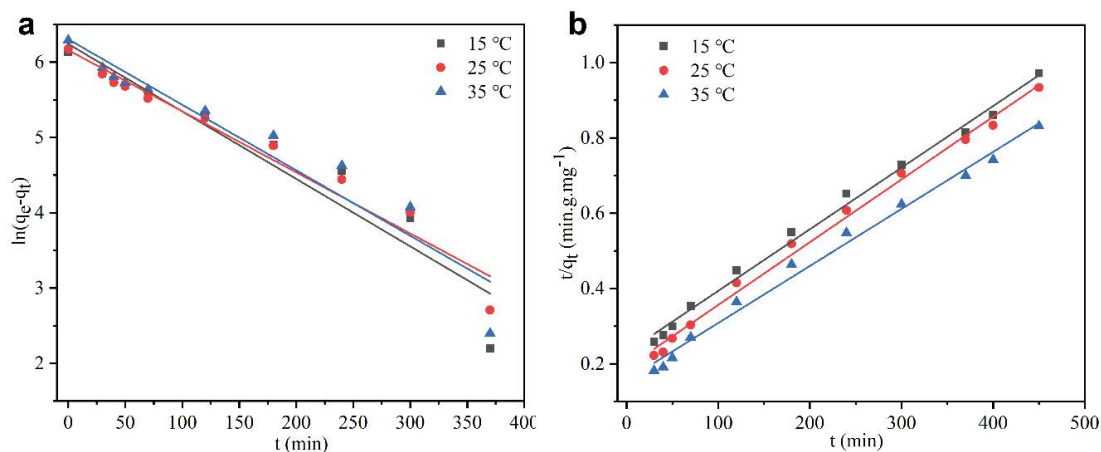 a
15 ℃
25 ℃
35 ℃
6
5
4
3
2
ln(qe-qt)
0 50 100 150 200 250 300 350 400
t (min)
b
15 ℃
25 ℃
35 ℃
1.0
0.8
0.6
0.4
0.2
0.0
t/qt (min.g.mg⁻¹)
0 100 200 300 400 500
t (min)